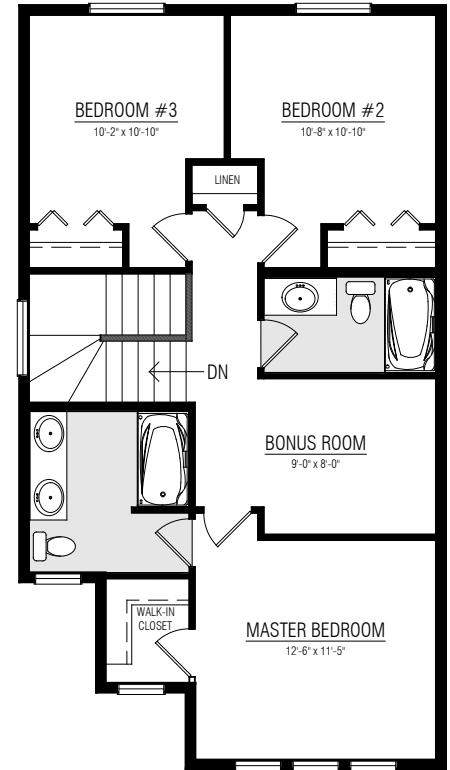 BEDROOM #3
10'-2" x 10'-10"
BEDROOM #2
10'-8" x 10'-10"
LINEN
DN
BONUS ROOM
9'-0" x 8'-0"
WALK-IN
CLOSET
MASTER BEDROOM
12'-6" x 11'-5"